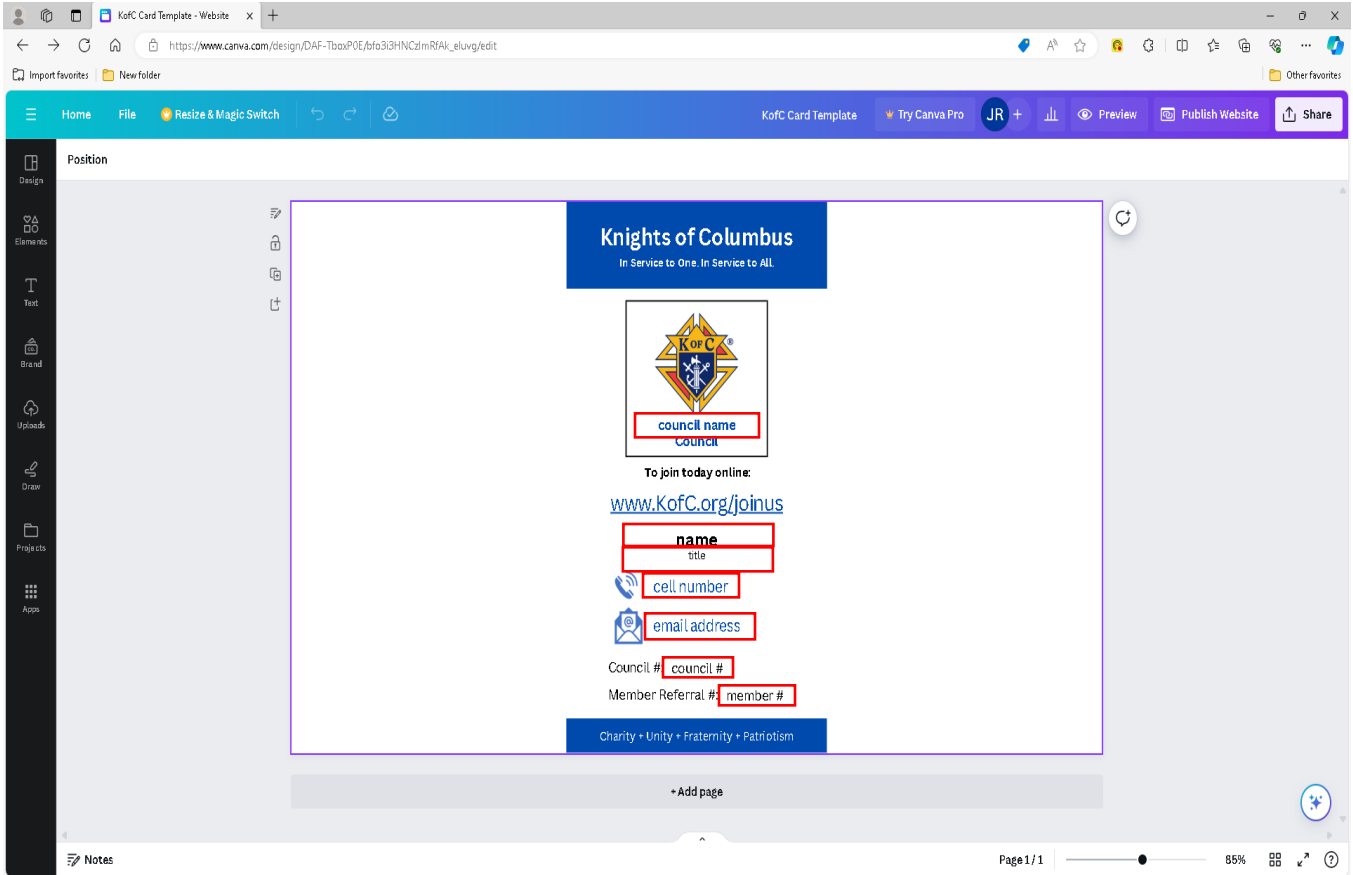 KofC Card Template - Website
https://www.canva.com/design/DAF-TbaxP0E/bfa3i3HNCzlmRfAk_eluvg/edit
Import favorites
New folder
Other favorites
Home
File
Resize & Magic Switch
KofC Card Template
Try Canva Pro
JR
Preview
Publish Website
Share
Position
Design
Elements
Text
Brand
Uploads
Draw
Projects
Apps
Knights of Columbus
In Service to One. In Service to All.
K OF C ®
council name
Council
To join today online:
www.KofC.org/joinus
name
title
cell number
email address
Council #: council #
Member Referral #: member #
Charity + Unity + Fraternity + Patriotism
+ Add page
Notes
Page 1 / 1
85%